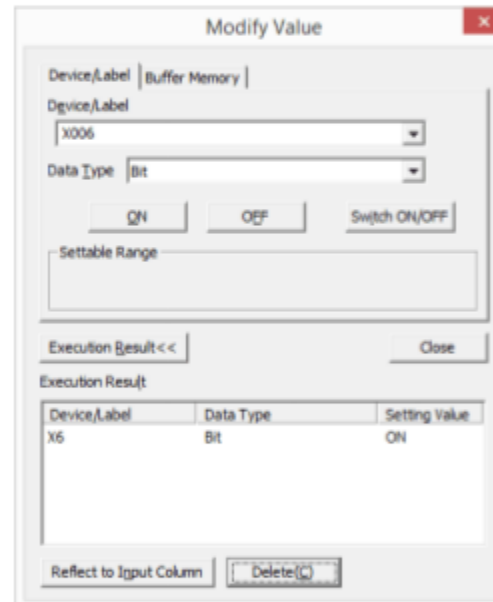 Modify Value
Device/Label Buffer Memory
Device/Label
X006
Data Type Bit
ON OFF Switch ON/OFF
Settable Range
Execution Result<< Close
Execution Result
Device/Label Data Type Setting Value
X6 Bit ON
Reflect to Input Column Delete(C)